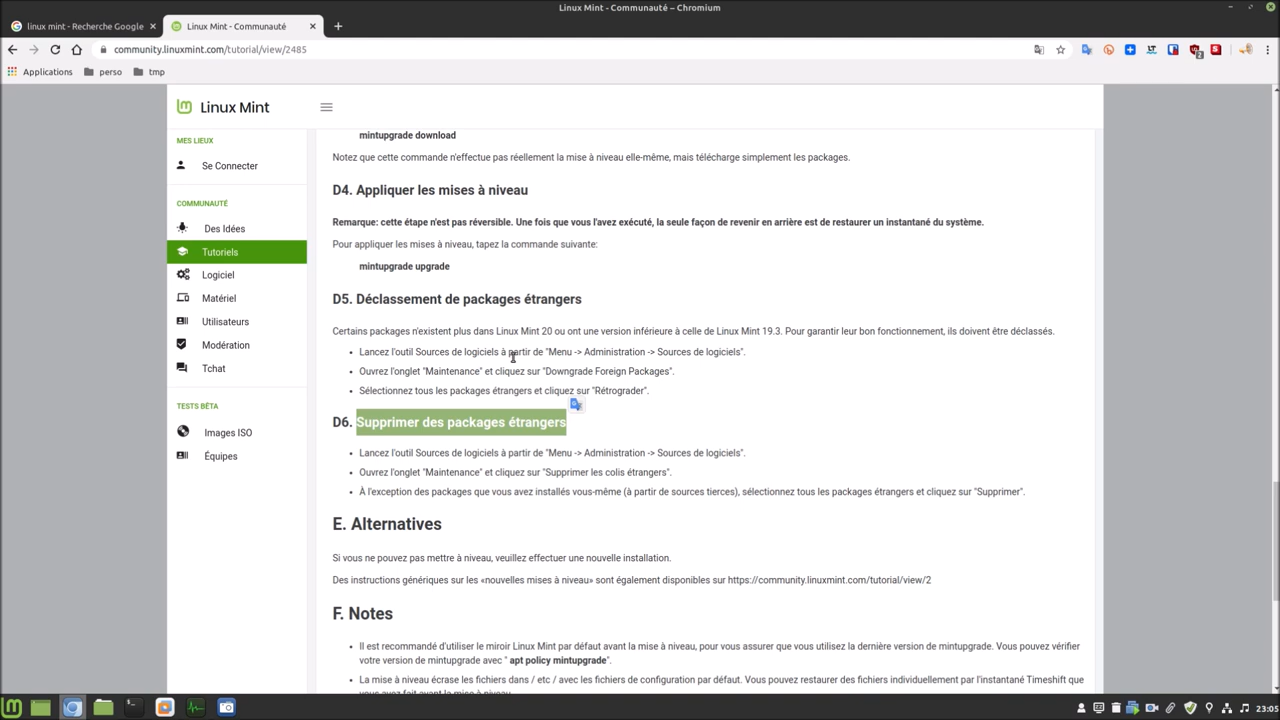 Linux Mint - Communauté – Chromium
linux mint - Recherche Google
Linux Mint - Communauté
community.linuxmint.com/tutorial/view/2485
Applications
perso
tmp
Linux Mint
MES LIEUX
Se Connecter
COMMUNAUTÉ
Des Idées
Tutoriels
Logiciel
Matériel
Utilisateurs
Modération
Tchat
TESTS BÊTA
Images ISO
Équipes
mintupgrade download
Notez que cette commande n'effectue pas réellement la mise à niveau elle-même, mais télécharge simplement les packages.
D4. Appliquer les mises à niveau
Remarque: cette étape n'est pas réversible. Une fois que vous l'avez exécuté, la seule façon de revenir en arrière est de restaurer un instantané du système.
Pour appliquer les mises à niveau, tapez la commande suivante:
mintupgrade upgrade
D5. Déclassement de packages étrangers
Certains packages n'existent plus dans Linux Mint 20 ou ont une version inférieure à celle de Linux Mint 19.3. Pour garantir leur bon fonctionnement, ils doivent être déclassés.
Lancez l'outil Sources de logiciels à partir de "Menu -> Administration -> Sources de logiciels".
Ouvrez l'onglet "Maintenance" et cliquez sur "Downgrade Foreign Packages".
Sélectionnez tous les packages étrangers et cliquez sur "Rétrograder".
D6. Supprimer des packages étrangers
Lancez l'outil Sources de logiciels à partir de "Menu -> Administration -> Sources de logiciels".
Ouvrez l'onglet "Maintenance" et cliquez sur "Supprimer les colis étrangers".
À l'exception des packages que vous avez installés vous-même (à partir de sources tierces), sélectionnez tous les packages étrangers et cliquez sur "Supprimer".
E. Alternatives
Si vous ne pouvez pas mettre à niveau, veuillez effectuer une nouvelle installation.
Des instructions génériques sur les «nouvelles mises à niveau» sont également disponibles sur https://community.linuxmint.com/tutorial/view/2
F. Notes
Il est recommandé d'utiliser le miroir Linux Mint par défaut avant la mise à niveau, pour vous assurer que vous utilisez la dernière version de mintupgrade. Vous pouvez vérifier
votre version de mintupgrade avec " apt policy mintupgrade".
La mise à niveau écrase les fichiers dans / etc / avec les fichiers de configuration par défaut. Vous pouvez restaurer des fichiers individuellement par l'instantané Timeshift que
vous avez fait avant la mise à niveau.
23:05